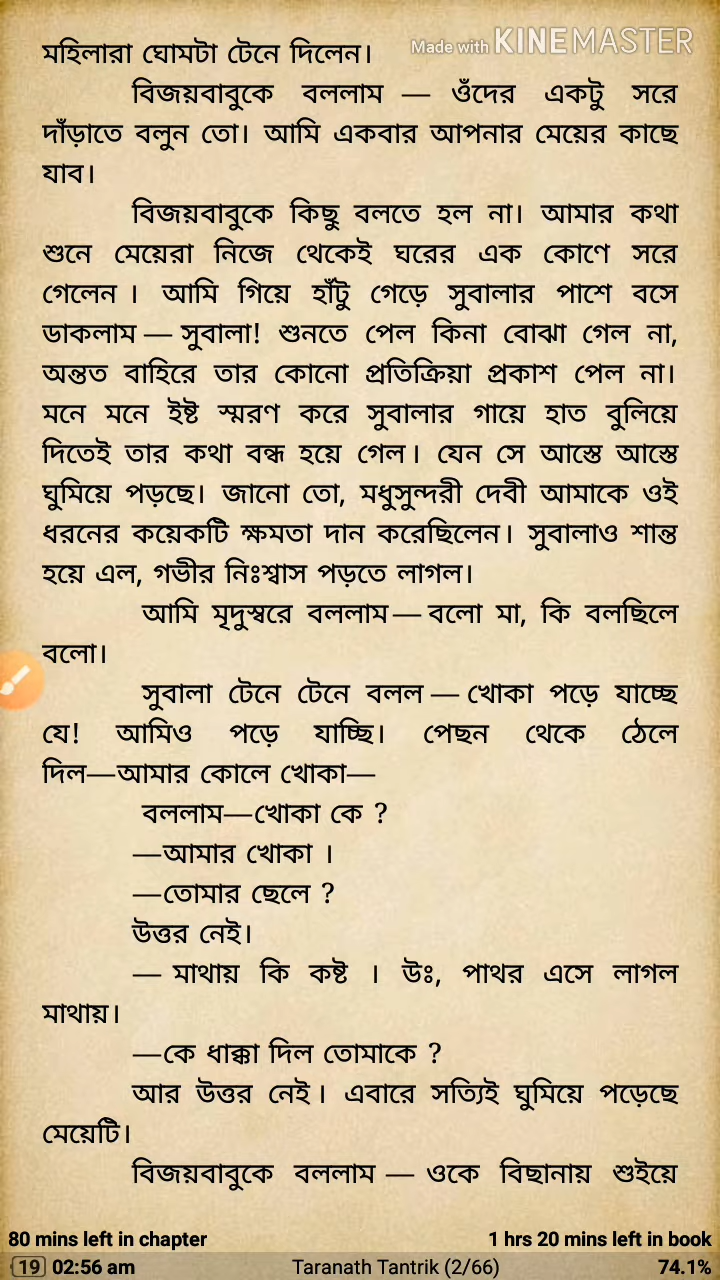 Made with KINEMASTER
মহিলারা ঘোমটা টেনে দিলেন।
বিজয়বাবুকে বললাম — ওঁদের একটু সরে
দাঁড়াতে বলুন তো। আমি একবার আপনার মেয়ের কাছে
যাব।
বিজয়বাবুকে কিছু বলতে হল না। আমার কথা
শুনে মেয়েরা নিজে থেকেই ঘরের এক কোণে সরে
গেলেন । আমি গিয়ে হাঁটু গেড়ে সুবালার পাশে বসে
ডাকলাম — সুবালা! শুনতে পেল কিনা বোঝা গেল না,
অন্তত বাহিরে তার কোনো প্রতিক্রিয়া প্রকাশ পেল না।
মনে মনে ইষ্ট স্মরণ করে সুবালার গায়ে হাত বুলিয়ে
দিতেই তার কথা বন্ধ হয়ে গেল। যেন সে আস্তে আস্তে
ঘুমিয়ে পড়ছে। জানো তো, মধুসুন্দরী দেবী আমাকে ওই
ধরনের কয়েকটি ক্ষমতা দান করেছিলেন। সুবালাও শান্ত
হয়ে এল, গভীর নিঃশ্বাস পড়তে লাগল।
আমি মৃদুস্বরে বললাম — বলো মা, কি বলছিলে
বলো।
সুবালা টেনে টেনে বলল — খোকা পড়ে যাচ্ছে
যে! আমিও পড়ে যাচ্ছি। পেছন থেকে ঠেলে
দিল—আমার কোলে খোকা—
বললাম—খোকা কে ?
—আমার খোকা ।
—তোমার ছেলে ?
উত্তর নেই।
— মাথায় কি কষ্ট । উঃ, পাথর এসে লাগল
মাথায়।
—কে ধাক্কা দিল তোমাকে ?
আর উত্তর নেই। এবারে সত্যিই ঘুমিয়ে পড়েছে
মেয়েটি।
বিজয়বাবুকে বললাম — ওকে বিছানায় শুইয়ে
80 mins left in chapter 1 hrs 20 mins left in book
19 02:56 am Taranath Tantrik (2/66) 74.1%